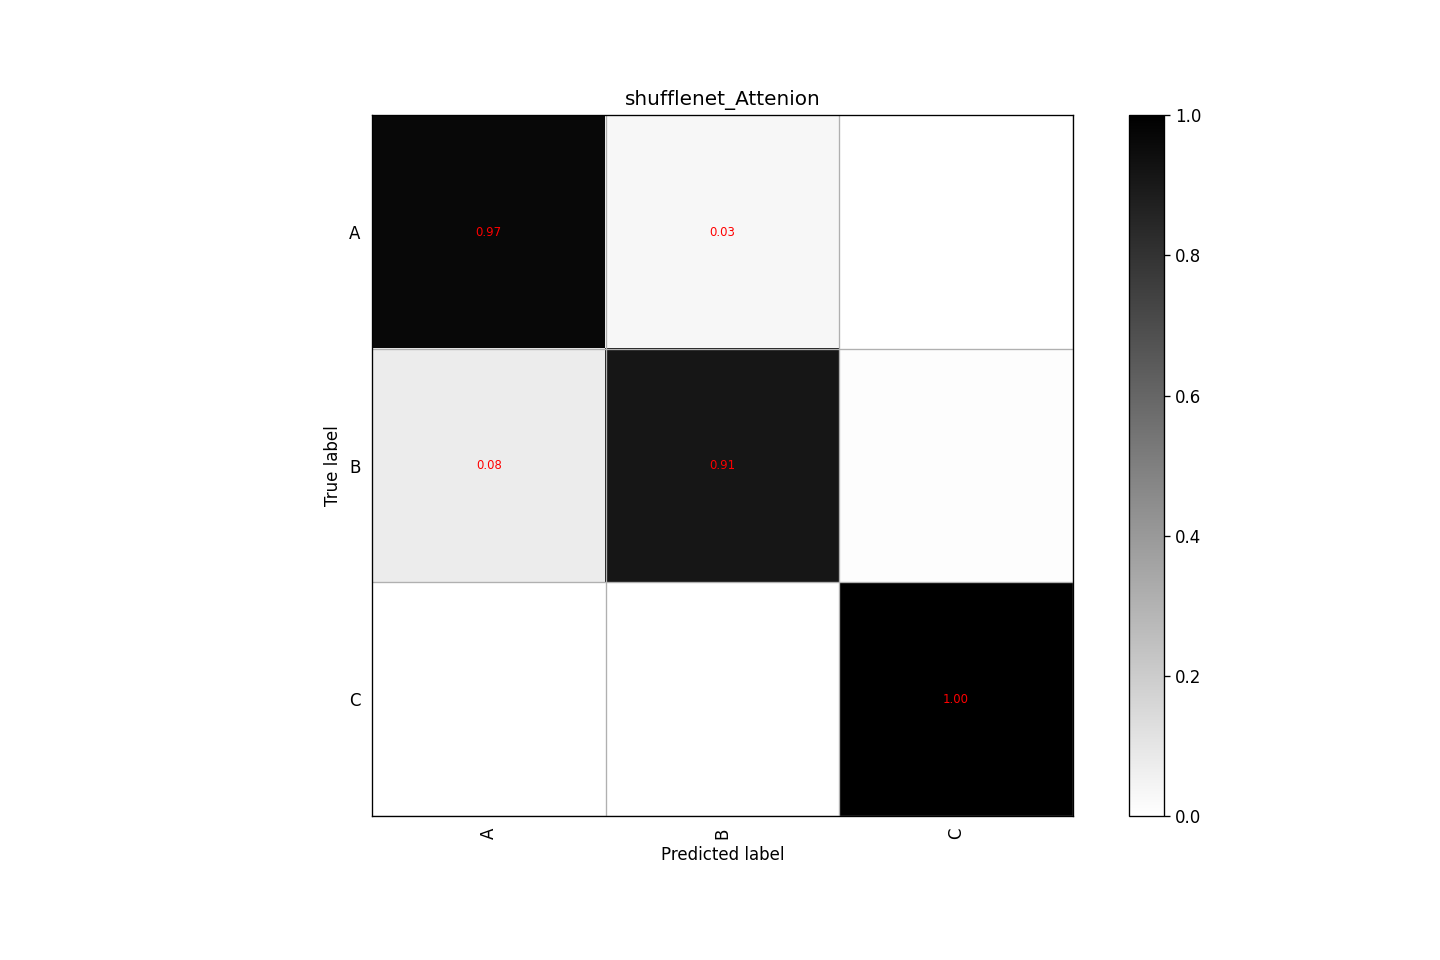 shufflenet_Attenion
1.0
A
0.97
0.03
0.8
0.6
True label
B
0.08
0.91
0.4
0.2
C
1.00
0.0
A
B
C
Predicted label